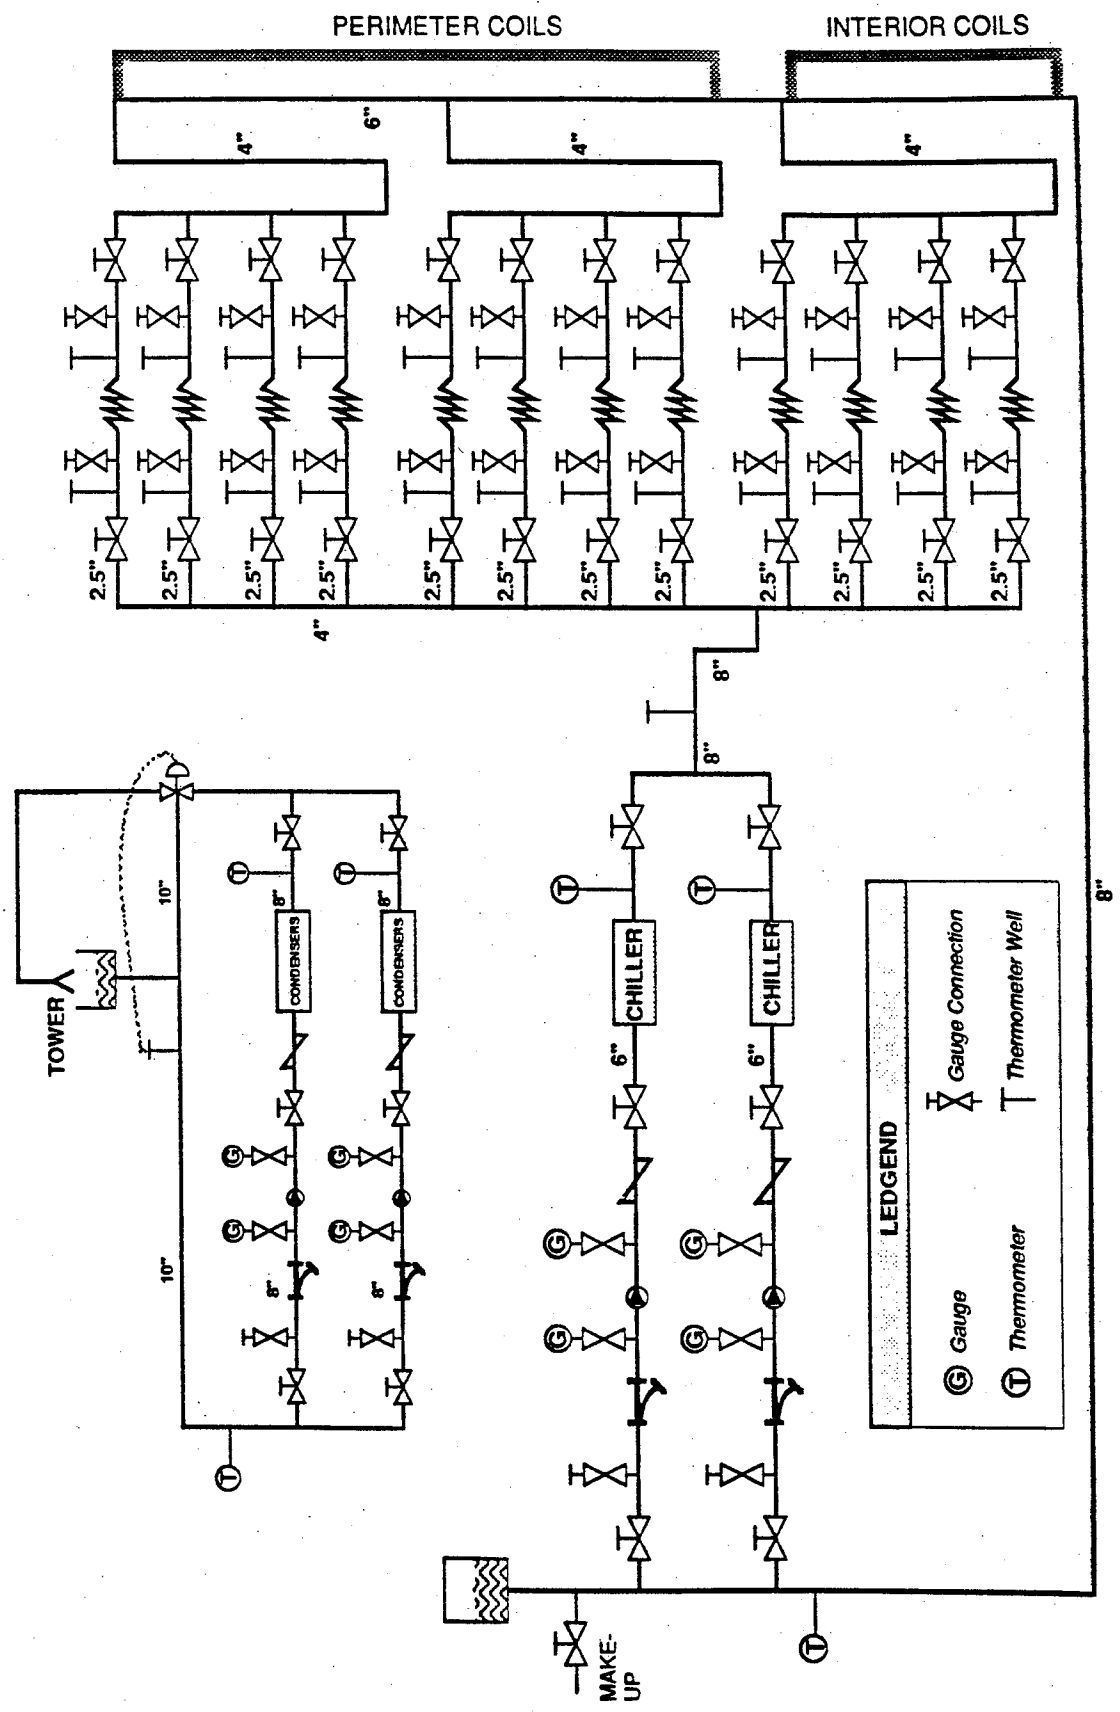 PERIMETER COILS
INTERIOR COILS
6"
4"
4"
4"
2.5"
2.5"
2.5"
2.5"
2.5"
2.5"
2.5"
2.5"
2.5"
2.5"
2.5"
2.5"
4"
8"
8"
10"
TOWER
8"
8"
CONDENSERS
CONDENSERS
T
T
T
T
CHILLER
CHILLER
6"
6"
8"
G
G
G
G
10"
8"
8"
G
G
G
G
T
LEDGEND
Gauge Connection
Thermometer Well
G Gauge
T Thermometer
MAKE-
UP
T